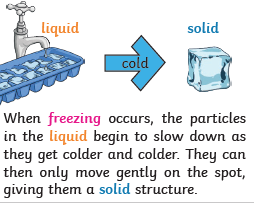 liquid
solid
cold
When freezing occurs, the particles
in the liquid begin to slow down as
they get colder and colder. They can
then only move gently on the spot,
giving them a solid structure.